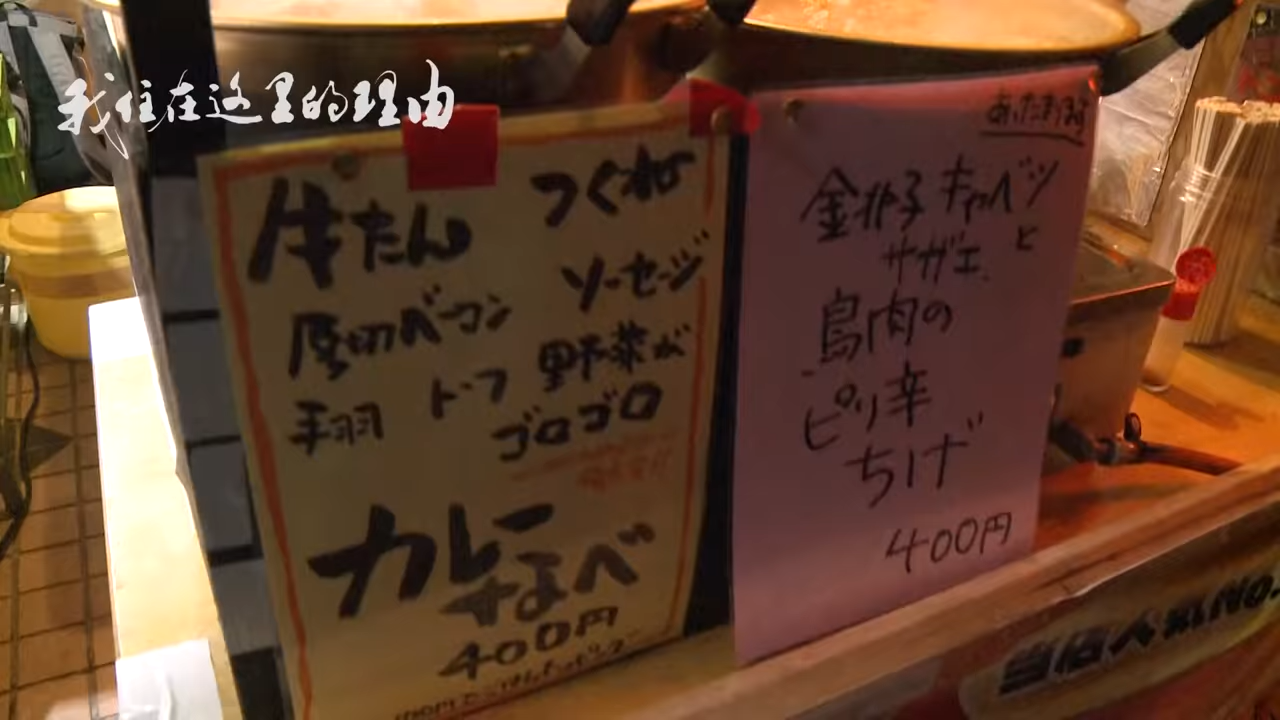 我住在这里的理由
牛たん
つくね
厚切ベーコン
ソーセージ
手羽
トーフ
野菜が
ゴロゴロ
カレー
なべ
400円
あったまるよ
金獅子キャベツ
と
サガエ
鳥肉の
ピリ辛
ちげ
400円
当店人気No.